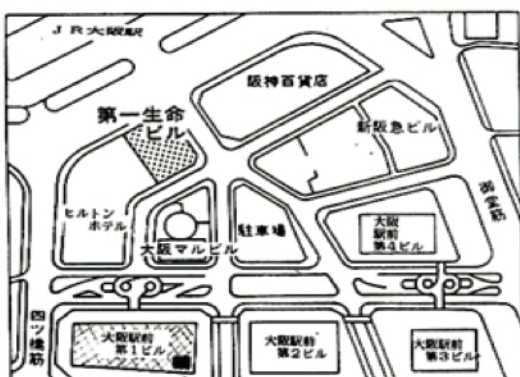 JR大阪駅
阪神百貨店
第一生命
ビル
新阪急ビル
御堂筋
ヒルトン
ホテル
大阪マルビル
駐車場
大阪
駅前
第4ビル
四ツ橋筋
大阪駅前
第1ビル
大阪駅前
第2ビル
大阪駅前
第3ビル